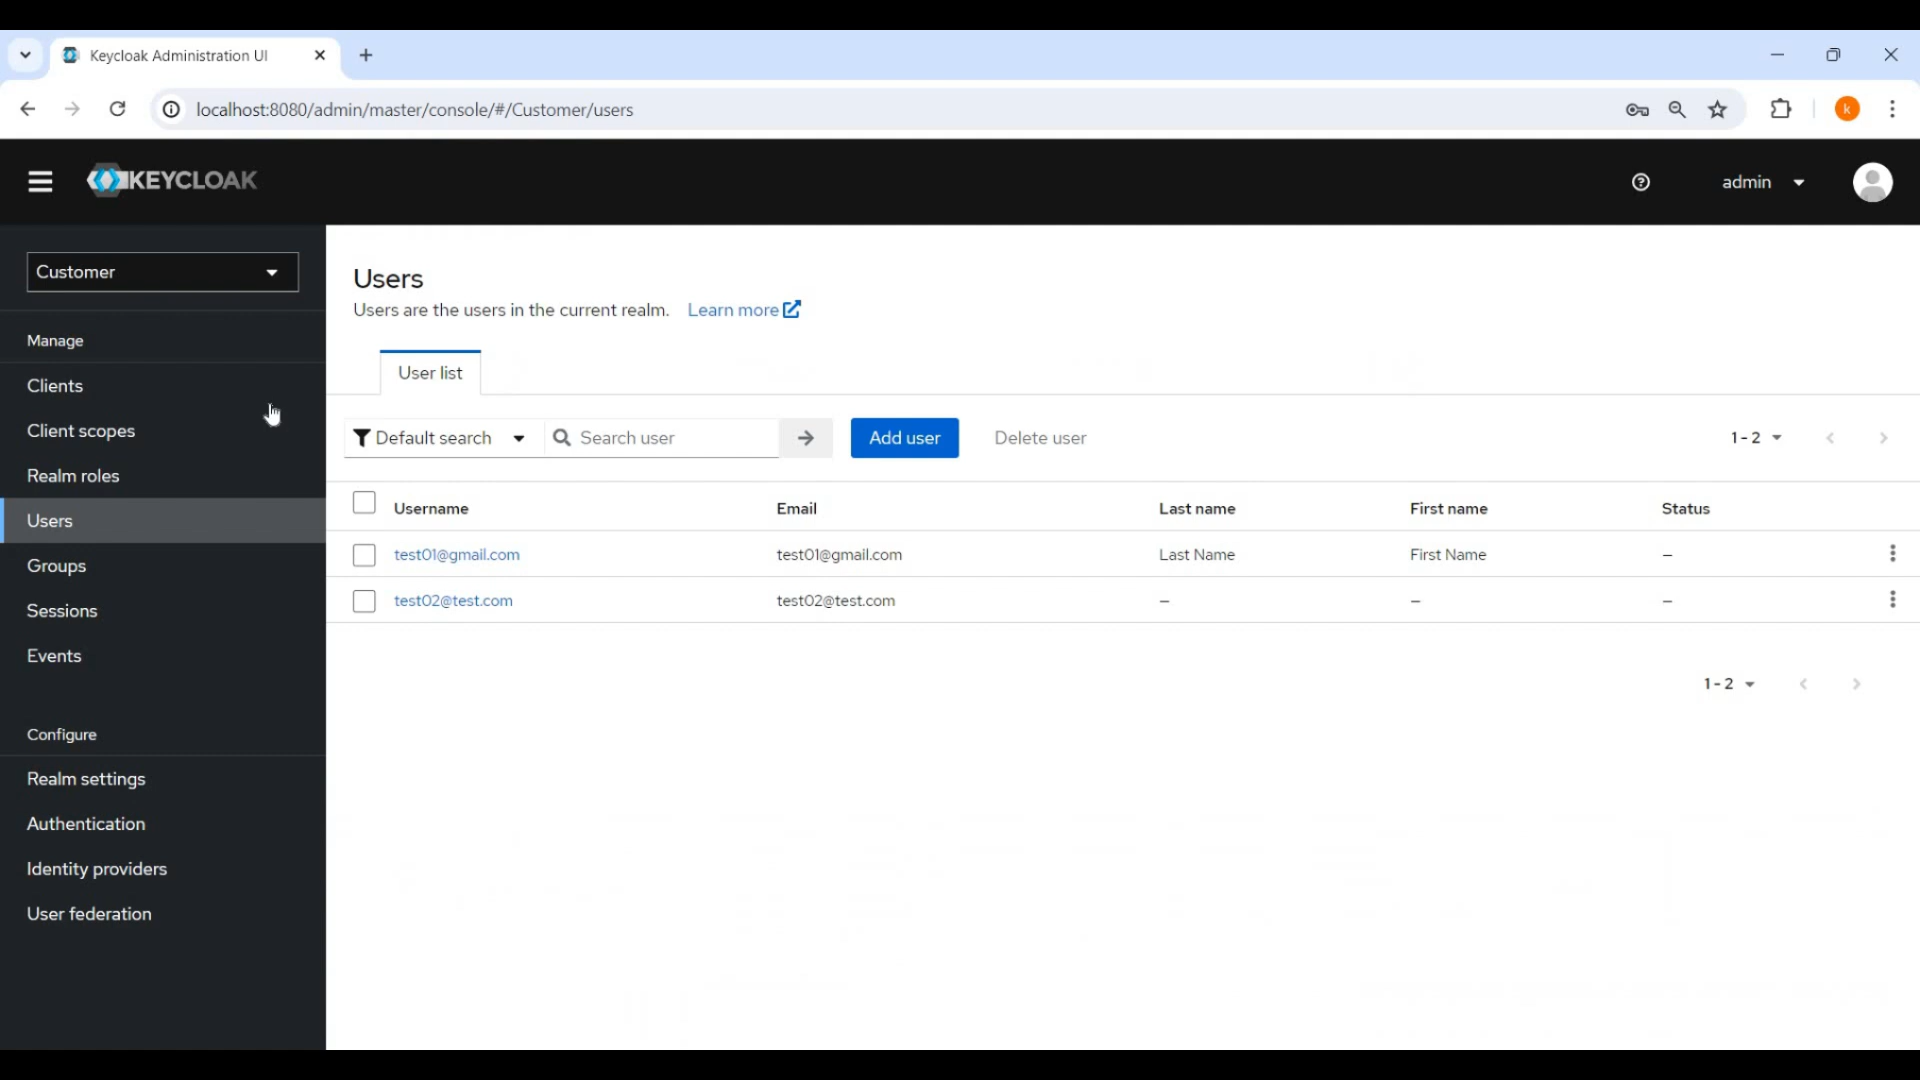 Keycloak Administration UI
localhost:8080/admin/master/console/#/Customer/users
k
KEYCLOAK
admin
Customer
Manage
Clients
Client scopes
Realm roles
Users
Groups
Sessions
Events
Configure
Realm settings
Authentication
Identity providers
User federation
Users
Users are the users in the current realm. Learn more
User list
Default search Search user Add user Delete user 1 - 2
Username Email Last name First name Status
test01@gmail.com test01@gmail.com Last Name First Name –
test02@test.com test02@test.com – – –
1 - 2